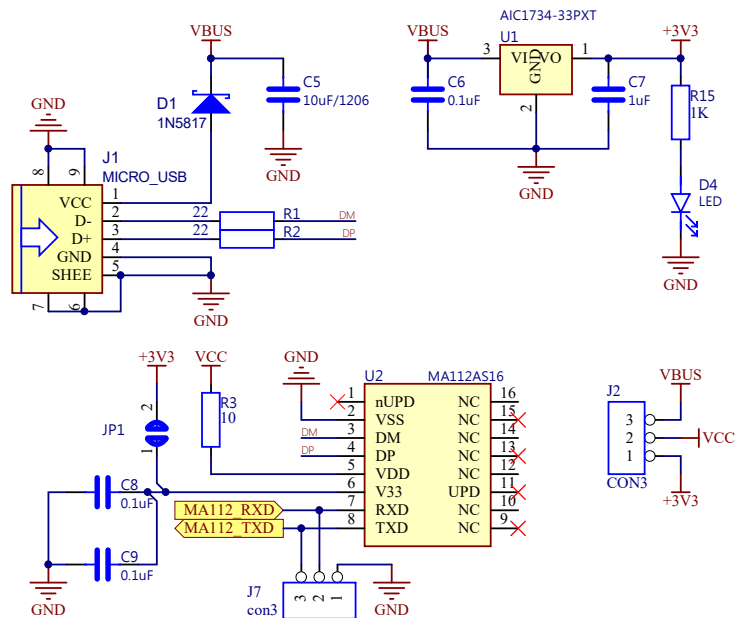 AIC1734-33PXT
VBUS
VBUS
U1
+3V3
3
VI
VO
1
GND
2
D1
1N5817
C5
10uF/1206
C6
0.1uF
C7
1uF
R15
1K
GND
GND
GND
J1
MICRO_USB
8
9
VCC
1
D-
2
22
R1
DM
D+
3
22
R2
DP
GND
4
SHEE
5
7
6
GND
D4
LED
GND
+3V3
VCC
GND
U2
MA112AS16
VBUS
2
JP1
1
R3
10
1
nUPD
NC
16
2
VSS
NC
15
DM
3
DM
NC
14
DP
4
DP
NC
13
5
VDD
NC
12
6
V33
UPD
11
MA112_RXD
7
RXD
NC
10
MA112_TXD
8
TXD
NC
9
J2
3
2
VCC
1
CON3
+3V3
C8
0.1uF
C9
0.1uF
GND
J7
con3
3
2
1
GND